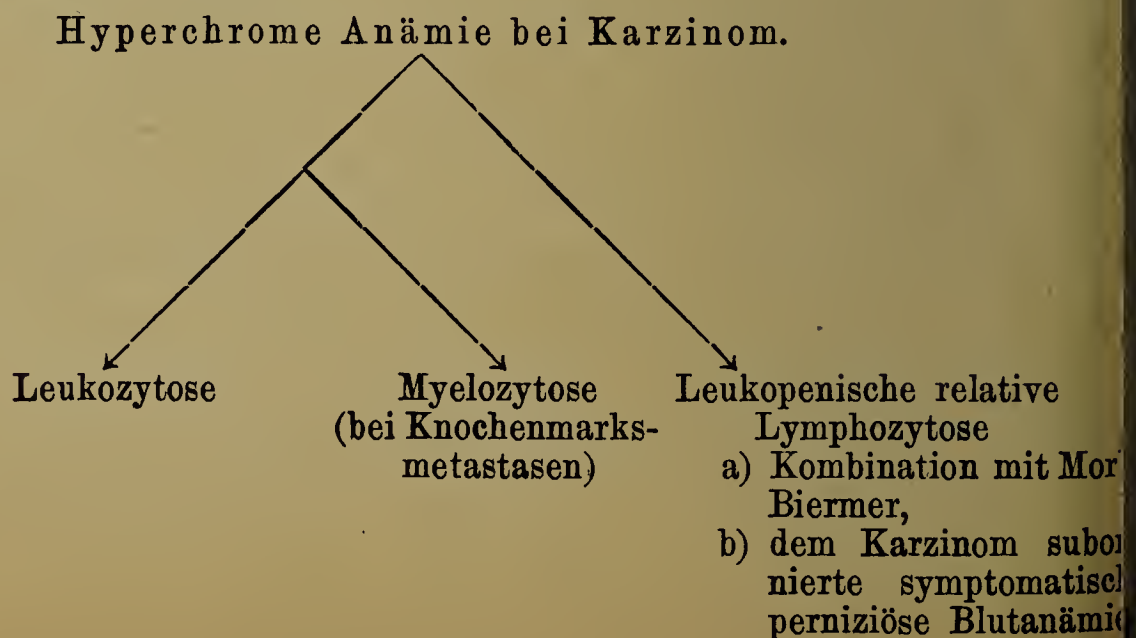 Hyperchrome Anämie bei Karzinom.
Leukozytose
Myelozytose
(bei Knochenmarks-
metastasen)
Leukopenische relative
Lymphozytose
a) Kombination mit
Biermer,
b) dem Karzinom
nierte
perniziöse